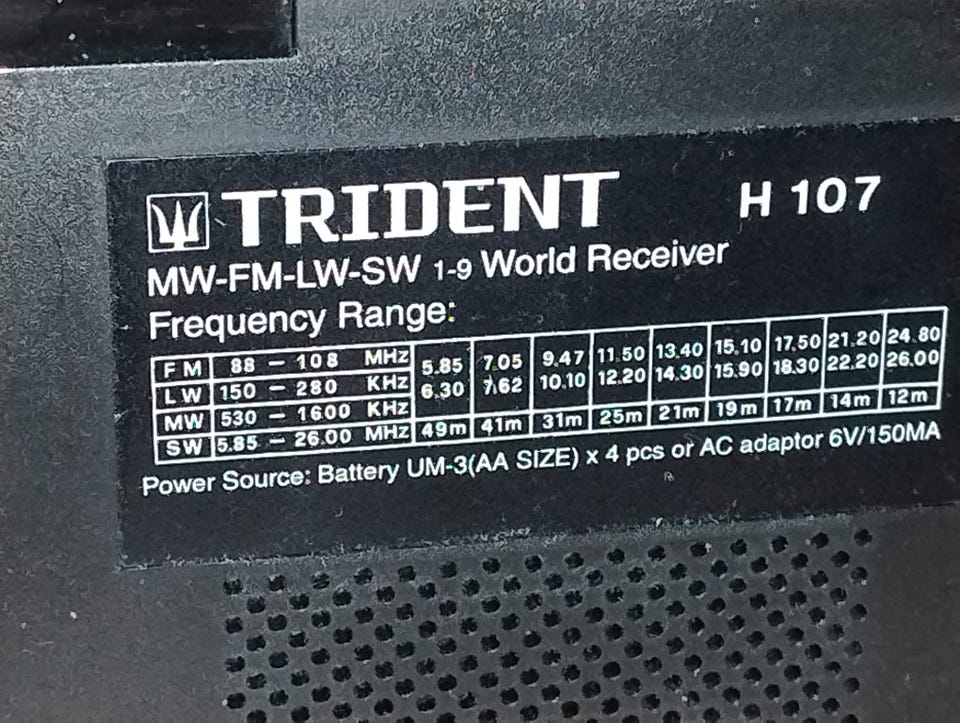 TRIDENT H 107
MW-FM-LW-SW 1-9 World Receiver
Frequency Range:
FM 88 - 108 MHz 5.85 7.05 9.47 11.50 13.40 15.10 17.50 21.20 24.80
LW 150 - 280 KHz 6.30 7.62 10.10 12.20 14.30 15.90 18.30 22.20 26.00
MW 530 - 1600 KHz
SW 5.85 - 26.00 MHz 49m 41m 31m 25m 21m 19m 17m 14m 12m
Power Source: Battery UM-3(AA SIZE) x 4 pcs or AC adaptor 6V/150MA